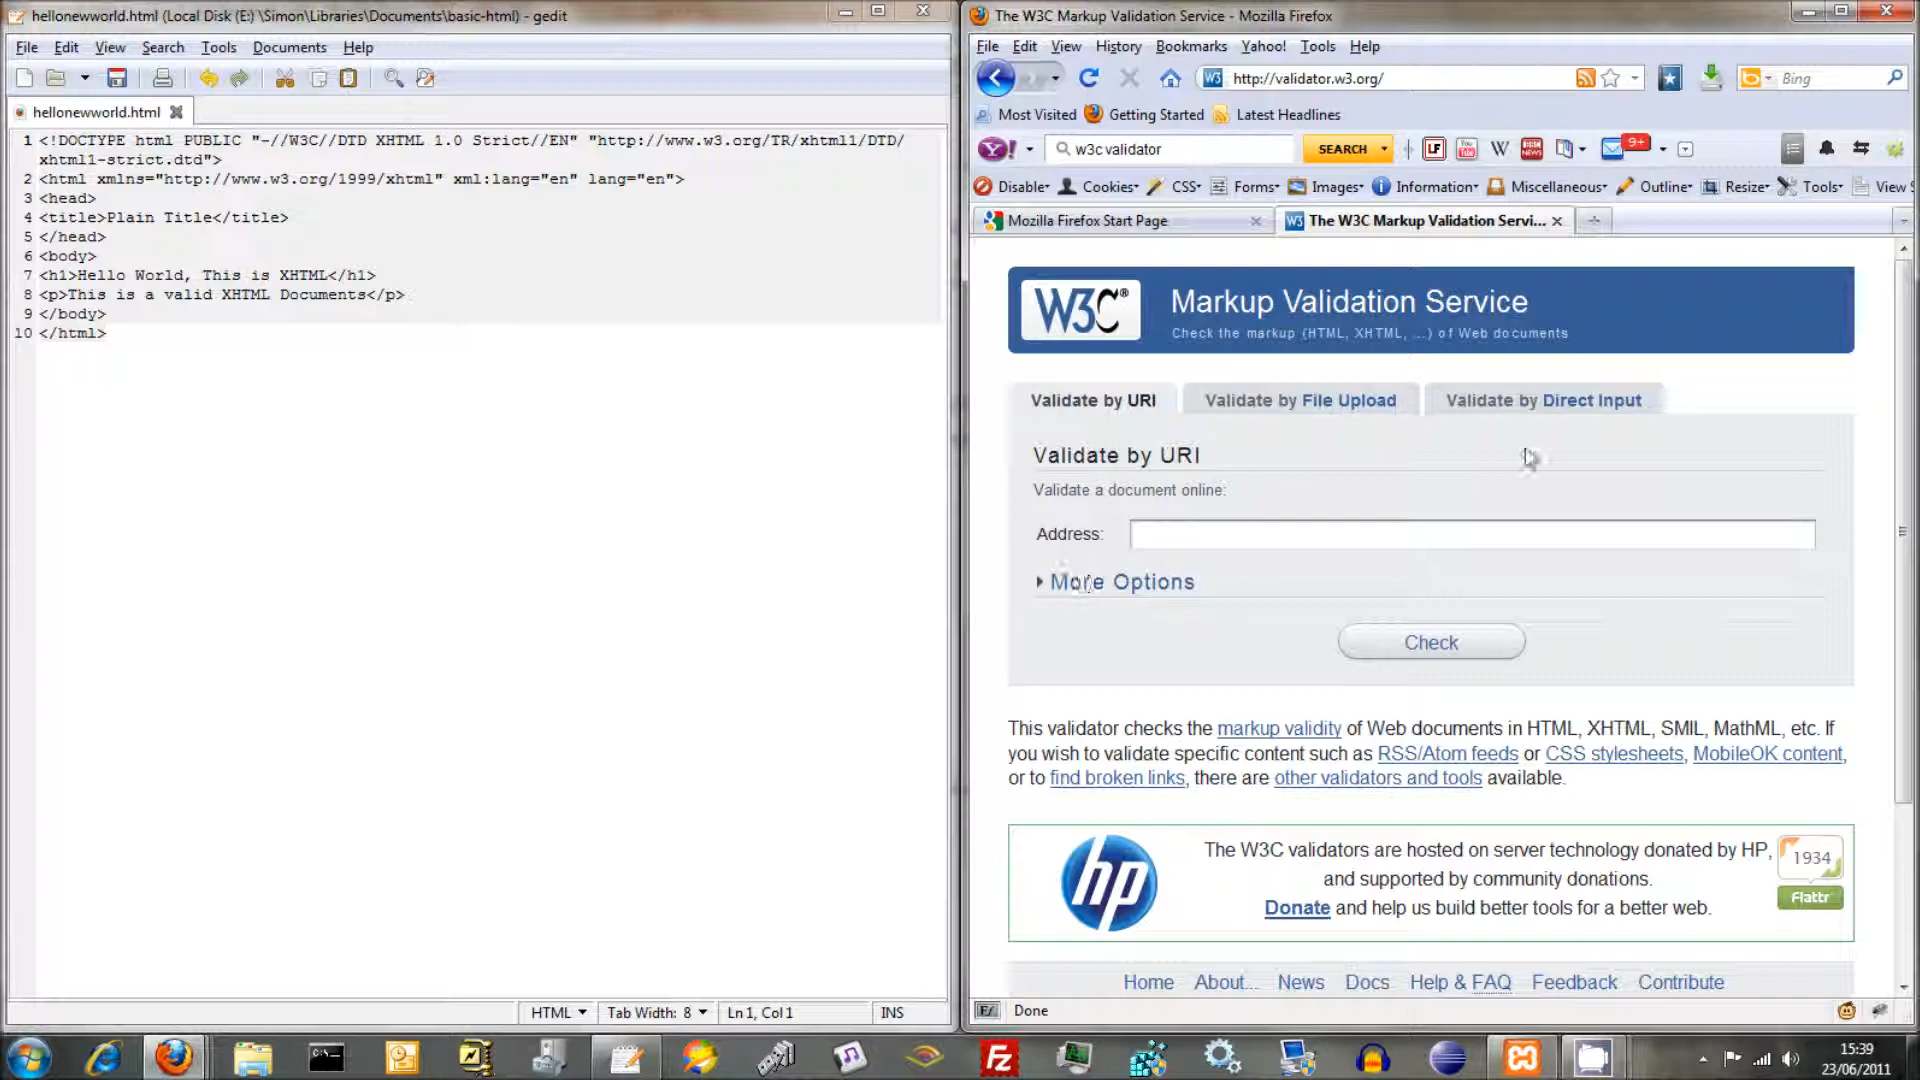 hellonewworld.html (Local Disk (E:) \Simon\Libraries\Documents\basic-html) - gedit
File Edit View Search Tools Documents Help
hellonewworld.html
1 <!DOCTYPE html PUBLIC "-//W3C//DTD XHTML 1.0 Strict//EN" "http://www.w3.org/TR/xhtml1/DTD/
xhtml1-strict.dtd">
2 <html xmlns="http://www.w3.org/1999/xhtml" xml:lang="en" lang="en">
3 <head>
4 <title>Plain Title</title>
5 </head>
6 <body>
7 <h1>Hello World, This is XHTML</h1>
8 <p>This is a valid XHTML Documents</p>
9 </body>
10 </html>
HTML Tab Width: 8 Ln 1, Col 1 INS
The W3C Markup Validation Service - Mozilla Firefox
File Edit View History Bookmarks Yahoo! Tools Help
W3 http://validator.w3.org/ Bing
Most Visited Getting Started Latest Headlines
Y! w3c validator SEARCH LF You Tube W BBC NEWS 9+
Disable Cookies CSS Forms Images Information Miscellaneous Outline Resize Tools View S
Mozilla Firefox Start Page W3 The W3C Markup Validation Servi...
W3C® Markup Validation Service
Check the markup (HTML, XHTML, ...) of Web documents
Validate by URI Validate by File Upload Validate by Direct Input
Validate by URI
Validate a document online:
Address:
More Options
Check
This validator checks the markup validity of Web documents in HTML, XHTML, SMIL, MathML, etc. If
you wish to validate specific content such as RSS/Atom feeds or CSS stylesheets, MobileOK content,
or to find broken links, there are other validators and tools available.
hp
The W3C validators are hosted on server technology donated by HP,
and supported by community donations.
Donate and help us build better tools for a better web.
1934
Flattr
Home About... News Docs Help & FAQ Feedback Contribute
Done
Fz
15:39
23/06/2011